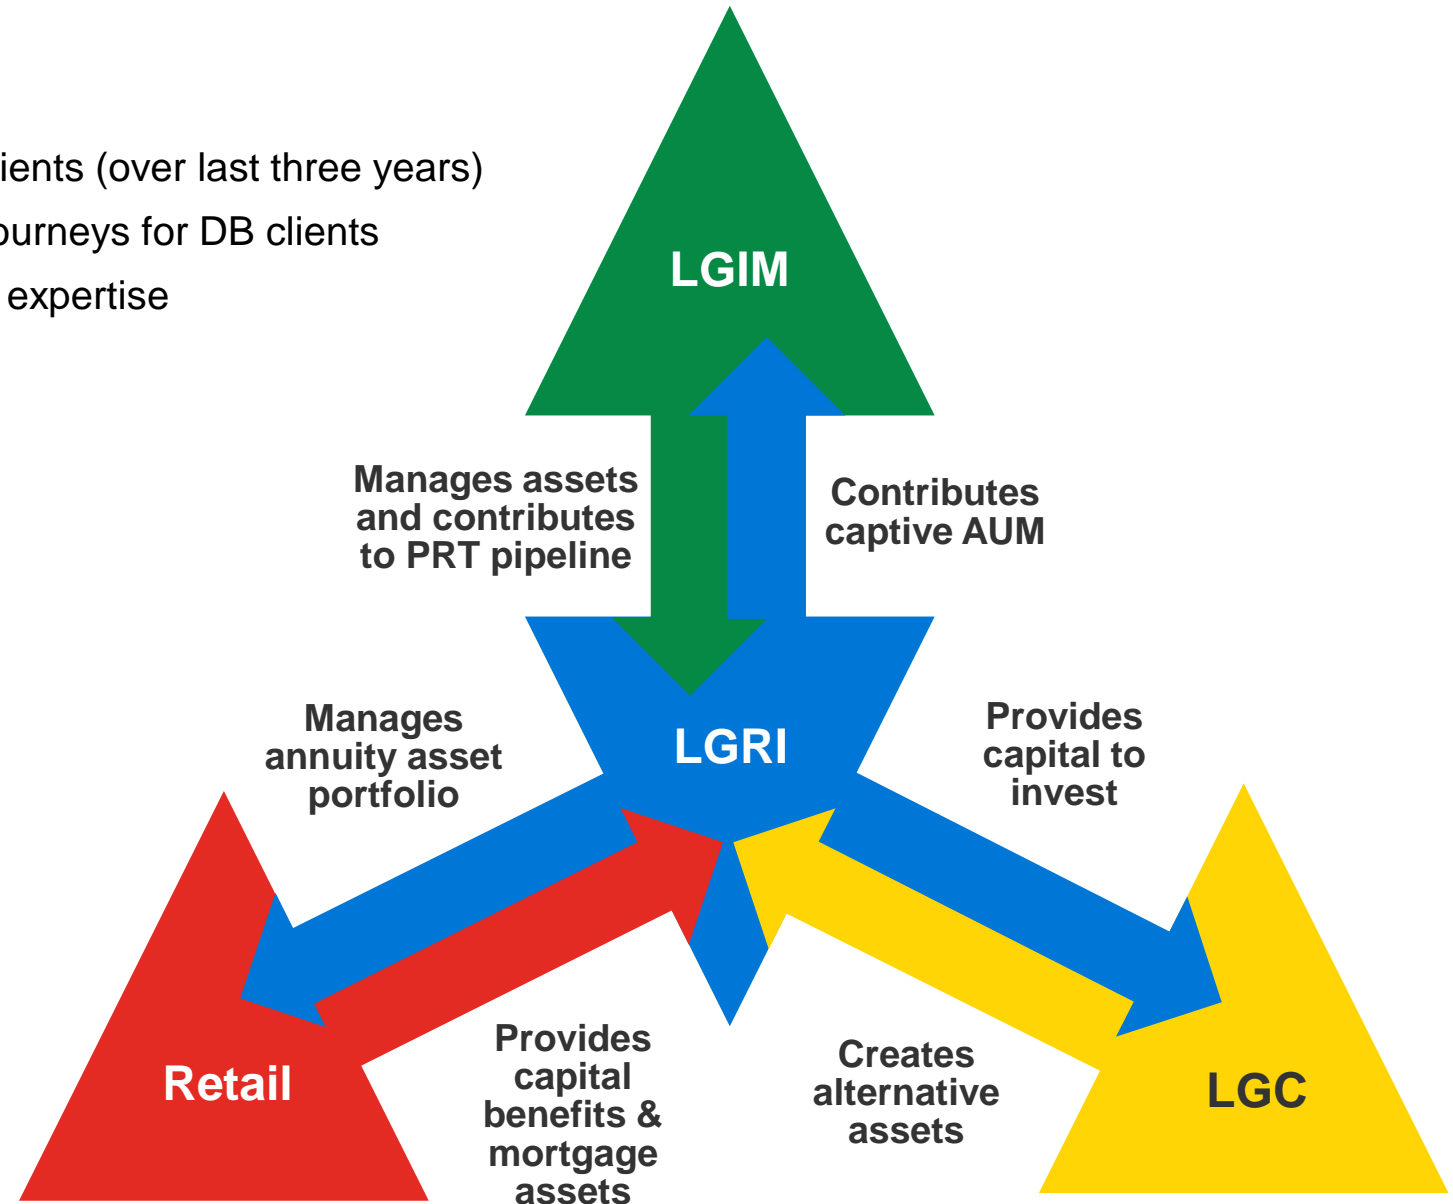 ients (over last three years)
ourneys for DB clients
expertise
LGIM
Manages assets
and contributes
to PRT pipeline
Contributes
captive AUM
LGRI
Manages
annuity asset
portfolio
Provides
capital to
invest
Retail
Provides
capital
benefits &
mortgage
assets
Creates
alternative
assets
LGC